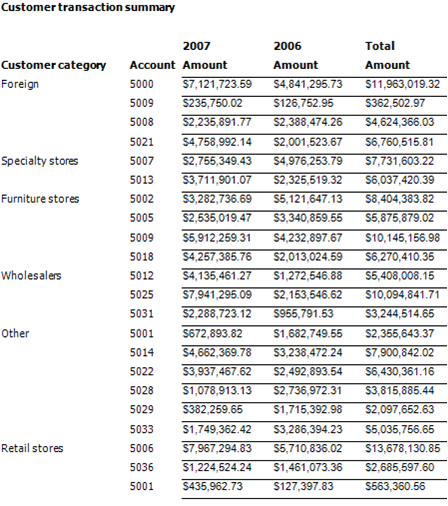 Customer transaction summary
2007 2006 Total
Customer category Account Amount Amount Amount
Foreign 5000 $7,121,723.59 $4,841,295.73 $11,963,019.32
5009 $235,750.02 $126,752.95 $362,502.97
5008 $2,235,891.77 $2,388,474.26 $4,624,366.03
5021 $4,758,992.14 $2,001,523.67 $6,760,515.81
Specialty stores 5007 $2,755,349.43 $4,976,253.79 $7,731,603.22
5013 $3,711,901.07 $2,325,519.32 $6,037,420.39
Furniture stores 5002 $3,282,736.69 $5,121,647.13 $8,404,383.82
5005 $2,535,019.47 $3,340,859.55 $5,875,879.02
5009 $5,912,259.31 $4,232,897.67 $10,145,156.98
5018 $4,257,385.76 $2,013,024.59 $6,270,410.35
Wholesalers 5012 $4,135,461.27 $1,272,546.88 $5,408,008.15
5025 $7,941,295.09 $2,153,546.62 $10,094,841.71
5031 $2,288,723.12 $955,791.53 $3,244,514.65
Other 5001 $672,893.82 $1,682,749.55 $2,355,643.37
5014 $4,662,369.78 $3,238,472.24 $7,900,842.02
5022 $3,937,467.62 $2,492,893.54 $6,430,361.16
5028 $1,078,913.13 $2,736,972.31 $3,815,885.44
5029 $382,259.65 $1,715,392.98 $2,097,652.63
5033 $1,749,362.42 $3,286,394.23 $5,035,756.65
Retail stores 5006 $7,967,294.83 $5,710,836.02 $13,678,130.85
5036 $1,224,524.24 $1,461,073.36 $2,685,597.60
5001 $435,962.73 $127,397.83 $563,360.56